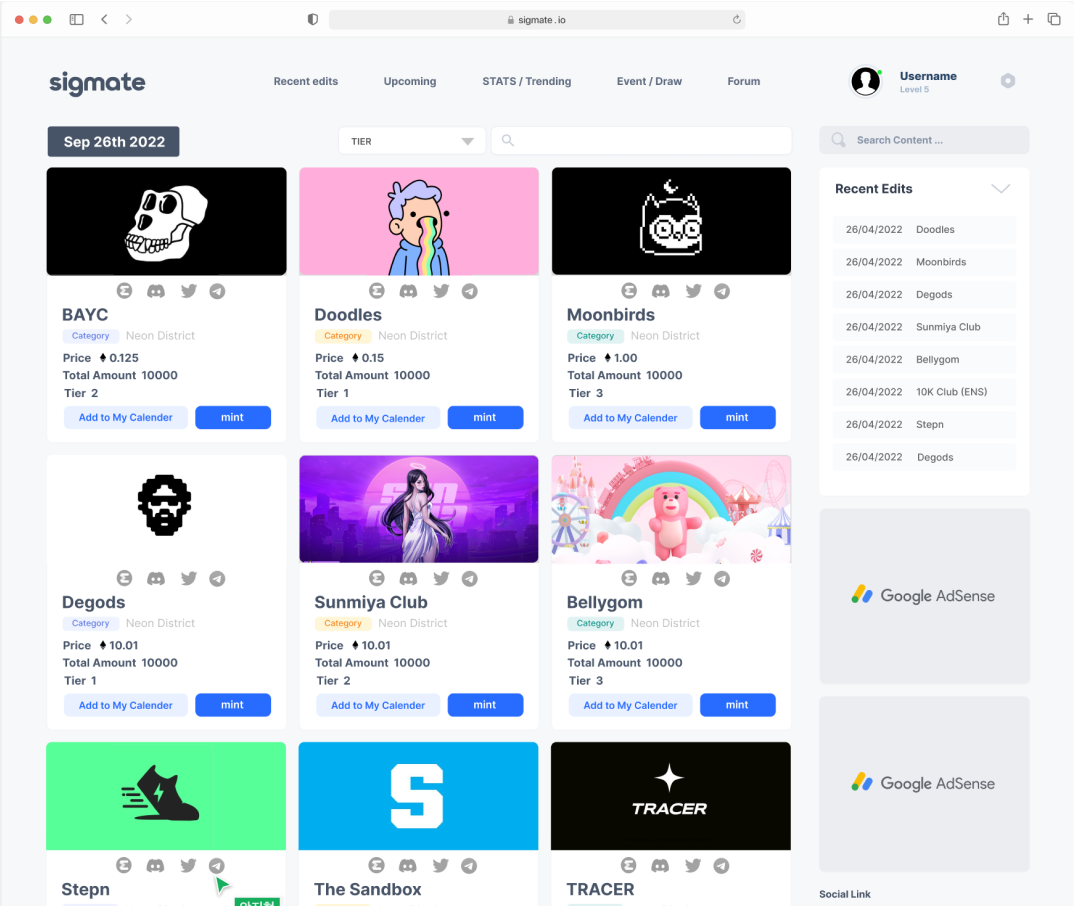 sigmate.io
sigmate
Recent edits
Upcoming
STATS / Trending
Event / Draw
Forum
Username
Level 5
Sep 26th 2022
TIER
Search Content ...
BAYC
Category Neon District
Price 0.125
Total Amount 10000
Tier 2
Add to My Calender
mint
Doodles
Category Neon District
Price 0.15
Total Amount 10000
Tier 1
Add to My Calender
mint
Moonbirds
Category Neon District
Price 1.00
Total Amount 10000
Tier 3
Add to My Calender
mint
Degods
Category Neon District
Price 10.01
Total Amount 10000
Tier 1
Add to My Calender
mint
Sunmiya Club
Category Neon District
Price 10.01
Total Amount 10000
Tier 2
Add to My Calender
mint
Bellygom
Category Neon District
Price 10.01
Total Amount 10000
Tier 3
Add to My Calender
mint
Stepn
S
The Sandbox
TRACER
TRACER
Recent Edits
26/04/2022 Doodles
26/04/2022 Moonbirds
26/04/2022 Degods
26/04/2022 Sunmiya Club
26/04/2022 Bellygom
26/04/2022 10K Club (ENS)
26/04/2022 Stepn
26/04/2022 Degods
Google AdSense
Google AdSense
Social Link